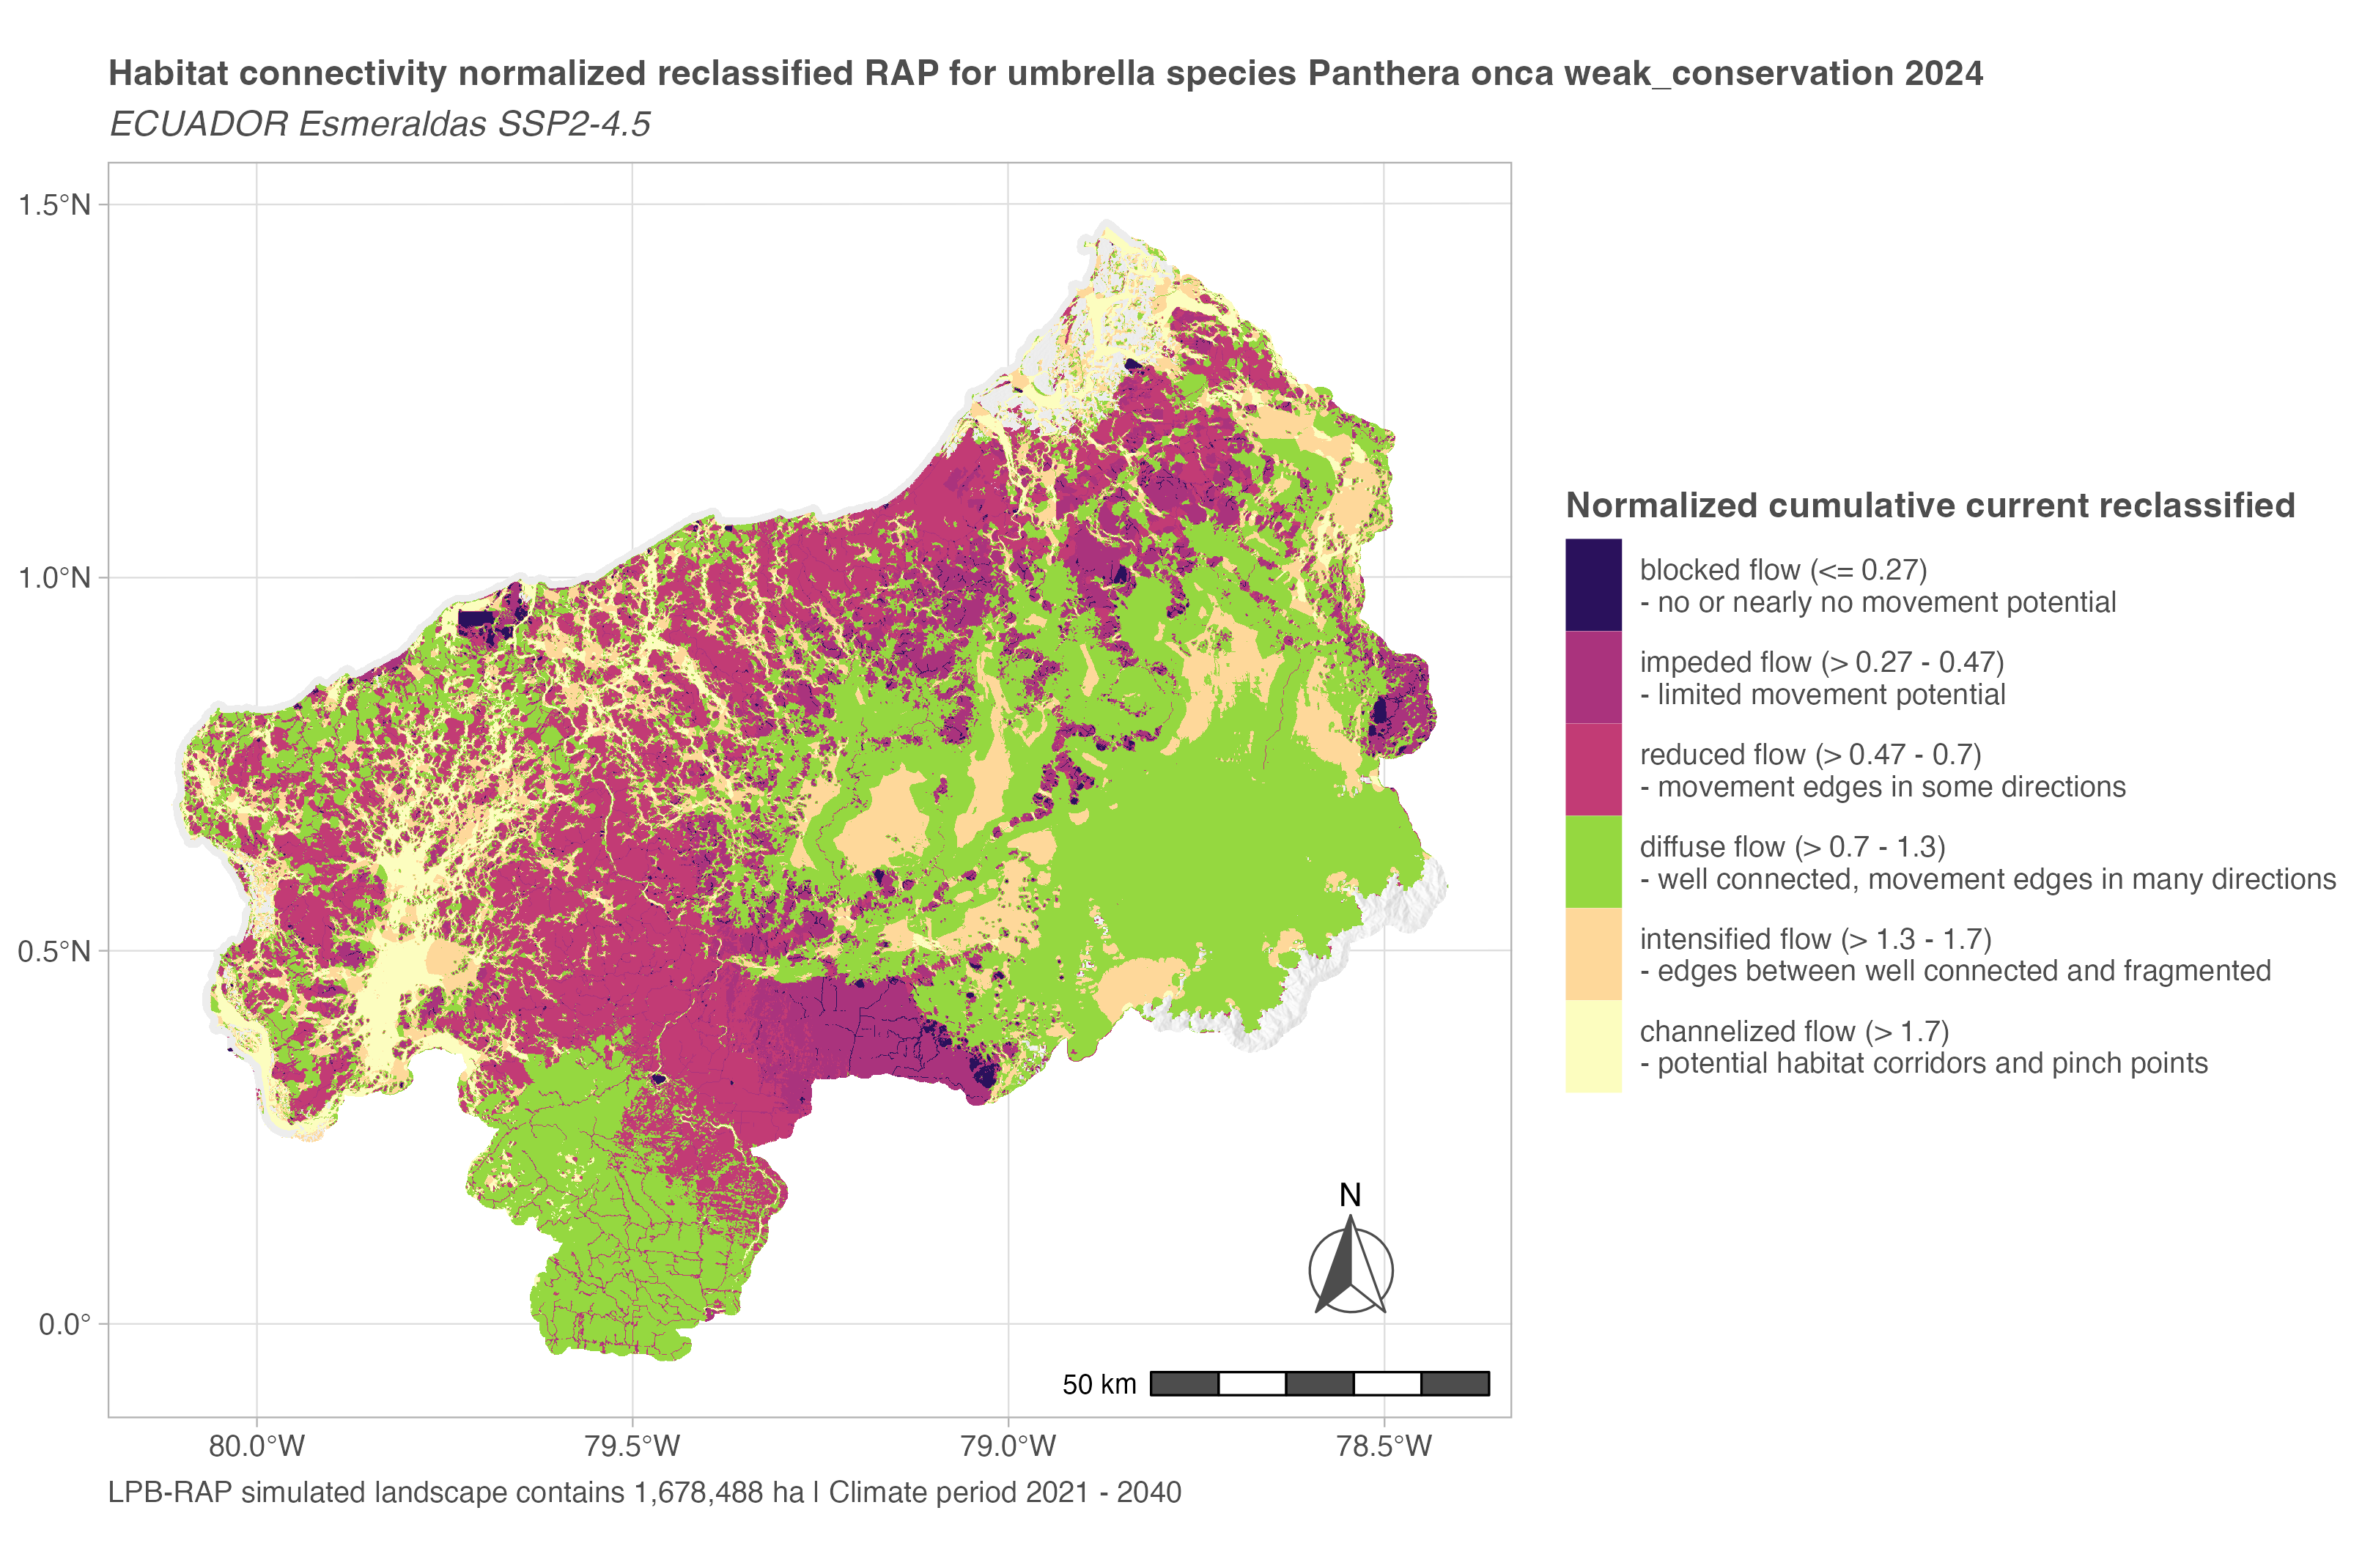 Habitat connectivity normalized reclassified RAP for umbrella species Panthera onca weak_conservation 2024
ECUADOR Esmeraldas SSP2-4.5
1.5°N
1.0°N
0.5°N
0.0°
80.0°W
79.5°W
79.0°W
78.5°W
N
50 km
Normalized cumulative current reclassified
blocked flow (<= 0.27)
- no or nearly no movement potential
impeded flow (> 0.27 - 0.47)
- limited movement potential
reduced flow (> 0.47 - 0.7)
- movement edges in some directions
diffuse flow (> 0.7 - 1.3)
- well connected, movement edges in many directions
intensified flow (> 1.3 - 1.7)
- edges between well connected and fragmented
channelized flow (> 1.7)
- potential habitat corridors and pinch points
LPB-RAP simulated landscape contains 1,678,488 ha | Climate period 2021 - 2040